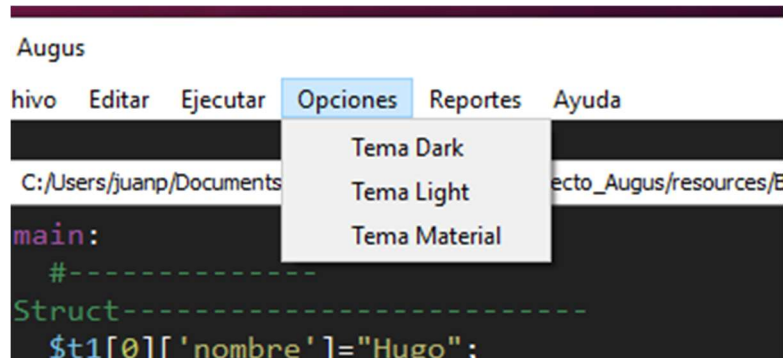 Augus
hivo Editar Ejecutar Opciones Reportes Ayuda
Tema Dark
C:/Users/juanp/Documents ecto_Augus/resources/B
Tema Light
Tema Material
main:
#--------------
Struct---------------------------
$t1[0]['nombre']="Hugo";